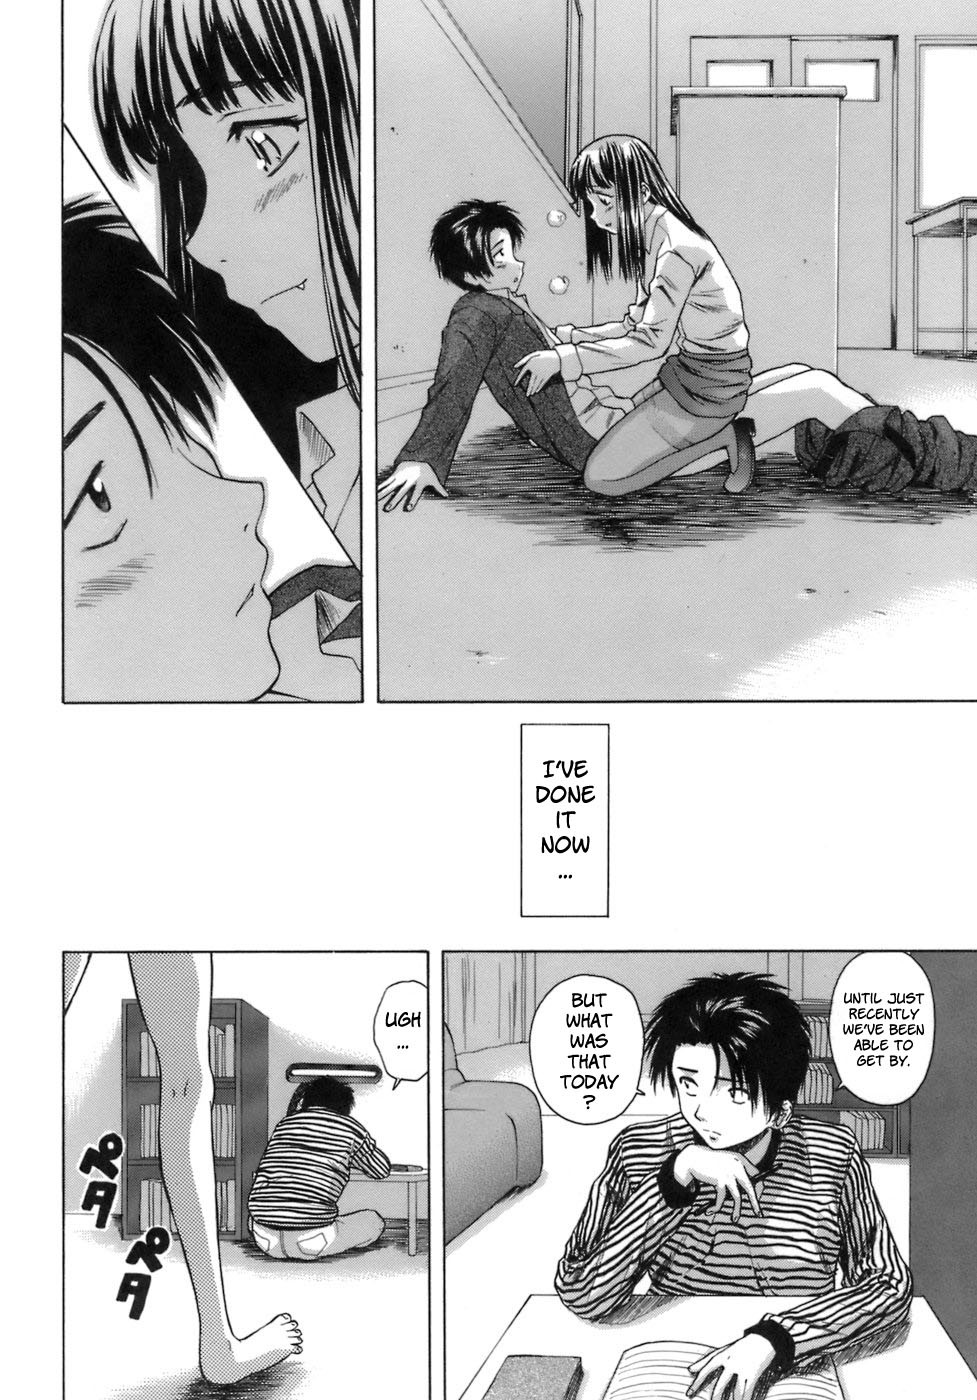 I'VE
DONE
IT
NOW
...
UNTIL JUST
RECENTLY
WE'VE BEEN
ABLE TO
GET BY.
BUT
WHAT
WAS
THAT
TODAY
?
UGH
...
ペタ
ペタ